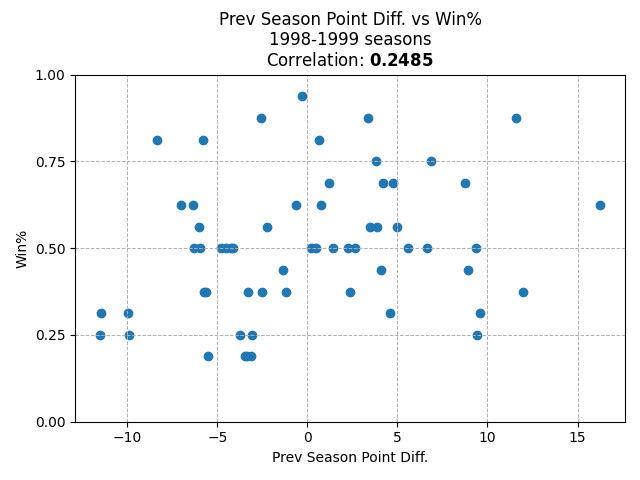 Prev Season Point Diff. vs Win%
1998-1999 seasons
Correlation: 0.2485
1.00
0.75
0.50
0.25
0.00
Win%
−10
−5
0
5
10
15
Prev Season Point Diff.